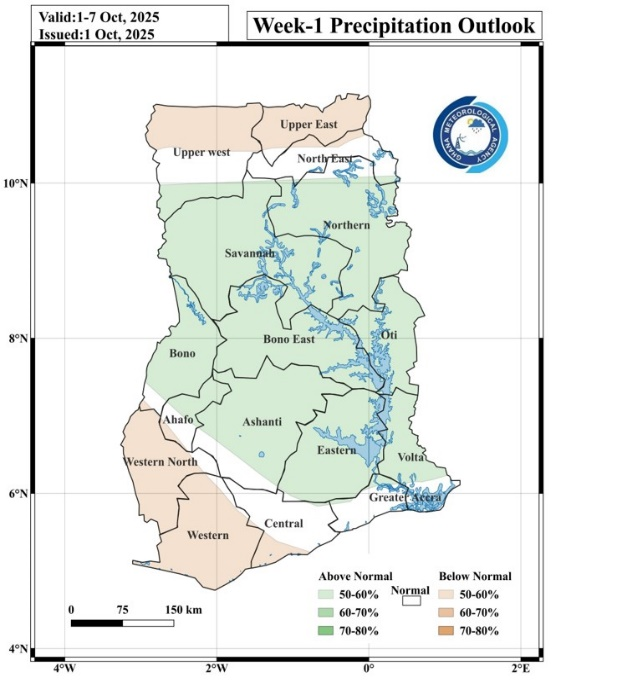 Valid:1-7 Oct, 2025
Issued:1 Oct, 2025
Week-1 Precipitation Outlook
GHANA METEOROLOGICAL AGENCY
Upper East
Upper west
North East
10°N
Northern
Savannah
8°N
Oti
Bono East
Bono
Ahafo
Ashanti
Eastern
Volta
Western North
6°N
Greater Accra
Central
Western
Above Normal
Normal
Below Normal
50-60%
50-60%
60-70%
60-70%
70-80%
70-80%
0 75 150 km
4°N
4°W 2°W 0° 2°E